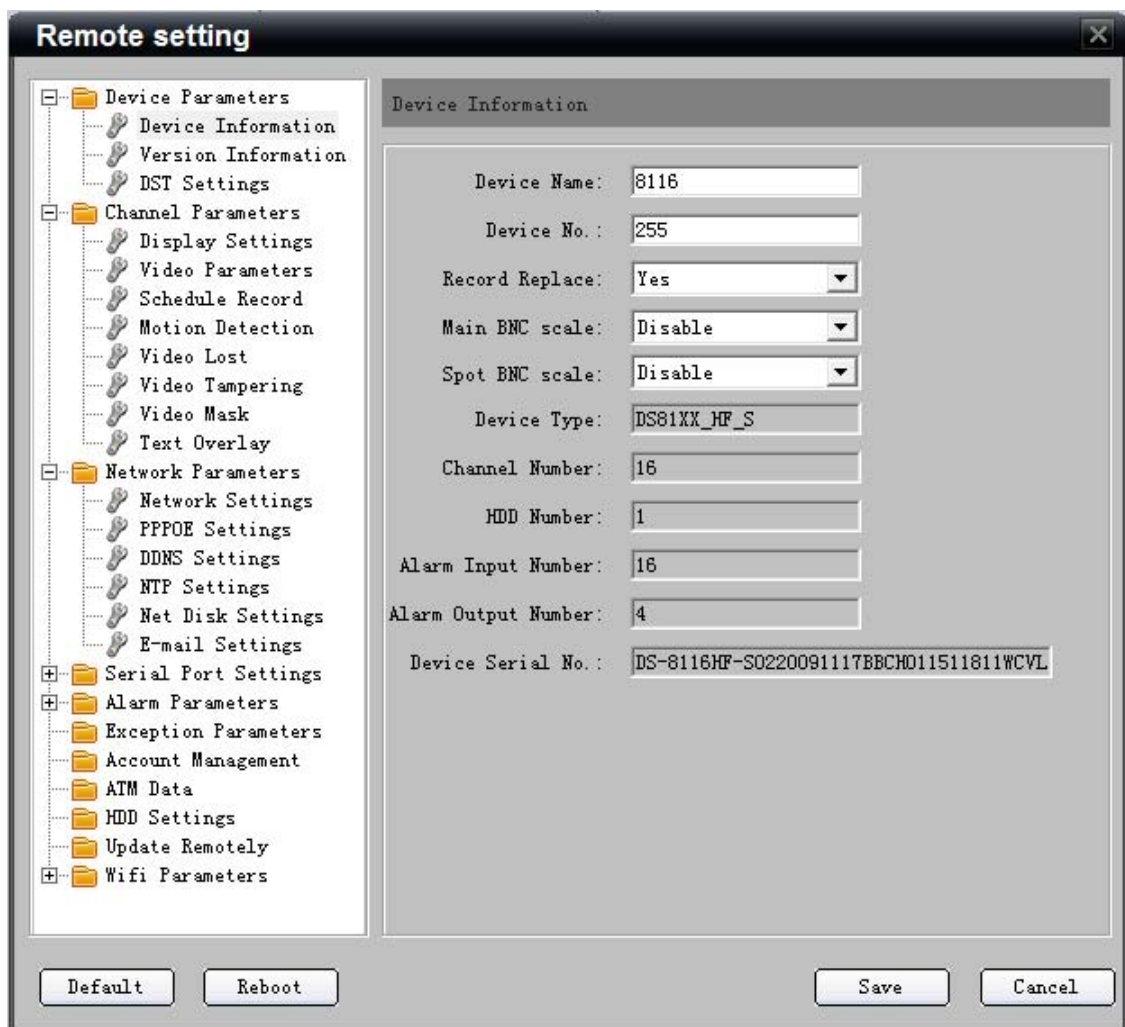 Remote setting
Device Parameters
Device Information
Version Information
DST Settings
Channel Parameters
Display Settings
Video Parameters
Schedule Record
Motion Detection
Video Lost
Video Tampering
Video Mask
Text Overlay
Network Parameters
Network Settings
PPPOE Settings
DDNS Settings
NTP Settings
Net Disk Settings
E-mail Settings
Serial Port Settings
Alarm Parameters
Exception Parameters
Account Management
ATM Data
HDD Settings
Update Remotely
Wifi Parameters
Device Information
Device Name: 8116
Device No.: 255
Record Replace: Yes
Main BNC scale: Disable
Spot BNC scale: Disable
Device Type: DS81XX_HF_S
Channel Number: 16
HDD Number: 1
Alarm Input Number: 16
Alarm Output Number: 4
Device Serial No.: DS-8116HF-S0220091117BBCH011511811WCVL
Default Reboot Save Cancel